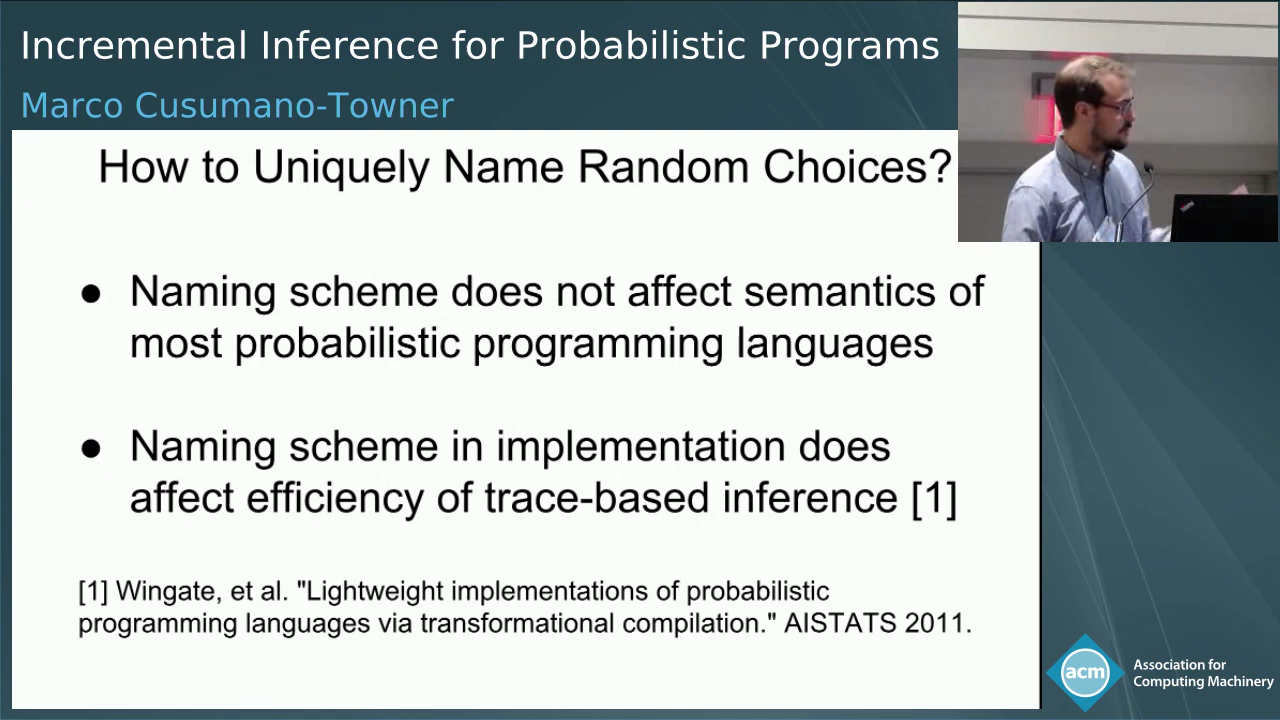 Incremental Inference for Probabilistic Programs
Marco Cusumano-Towner
How to Uniquely Name Random Choices?
● Naming scheme does not affect semantics of
most probabilistic programming languages
● Naming scheme in implementation does
affect efficiency of trace-based inference [1]
[1] Wingate, et al. "Lightweight implementations of probabilistic
programming languages via transformational compilation." AISTATS 2011.
acm
Association for
Computing Machinery